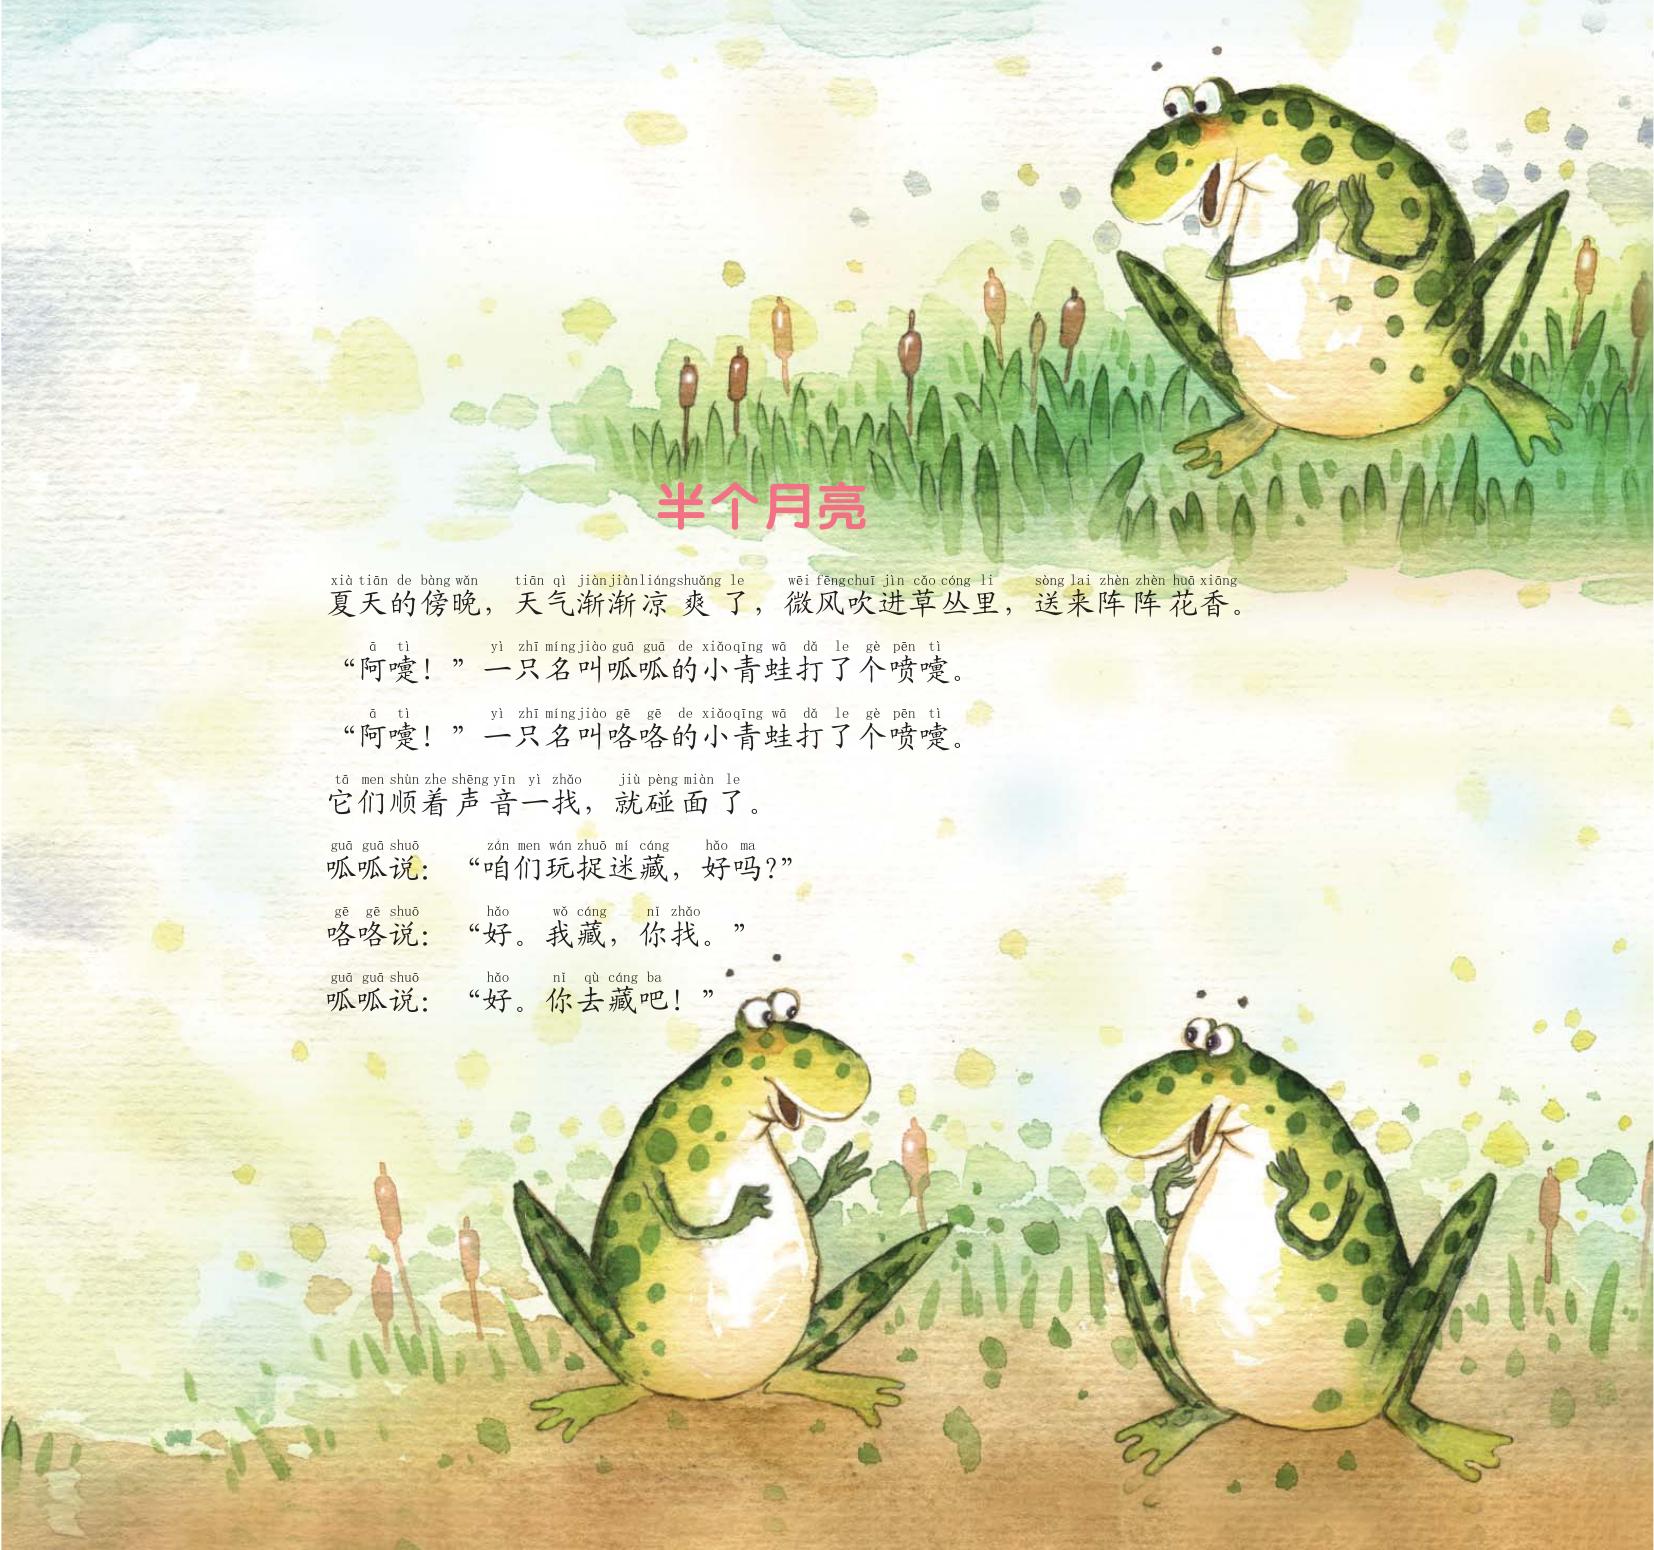 半个月亮
xià tiān de bàng wǎn tiān qì jiàn jiàn liáng shuǎng le wēi fēng chuī jìn cǎo cóng li sòng lai zhèn zhèn huā xiāng
夏天的傍晚，天气渐渐凉爽了，微风吹进草丛里，送来阵阵花香。
ā tì yì zhī míng jiào guā guā de xiǎo qīng wā dǎ le gè pēn tì
“阿嚏！”一只名叫呱呱的小青蛙打了个喷嚏。
ā tì yì zhī míng jiào gē gē de xiǎo qīng wā dǎ le gè pēn tì
“阿嚏！”一只名叫咯咯的小青蛙打了个喷嚏。
tā men shùn zhe shēng yīn yì zhǎo jiù pèng miàn le
它们顺着声音一找，就碰面了。
guā guā shuō zán men wán zhuō mí cáng hǎo ma
呱呱说：“咱们玩捉迷藏，好吗？”
gē gē shuō hǎo wǒ cáng nǐ zhǎo
咯咯说：“好。我藏，你找。”
guā guā shuō hǎo nǐ qù cáng ba
呱呱说：“好。你去藏吧！”